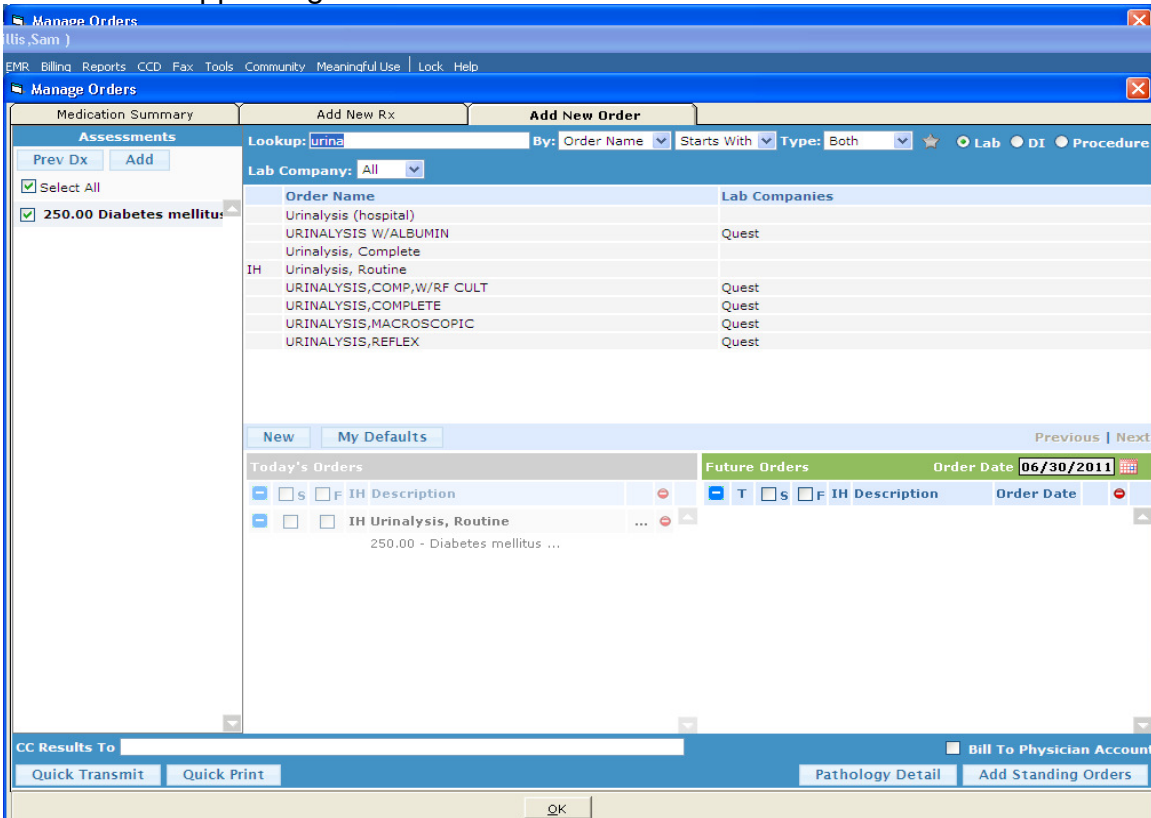 Manage Orders
illis,Sam )
EMR Billing Reports CCD Fax Tools Community Meaningful Use | Lock Help
Manage Orders
Medication Summary Add New Rx Add New Order
Assessments
Prev Dx Add
Select All
250.00 Diabetes mellitus
Lookup: urina By: Order Name Starts With Type: Both Lab DI Procedure
Lab Company: All
Order Name Lab Companies
Urinalysis (hospital)
URINALYSIS W/ALBUMIN Quest
Urinalysis, Complete
IH Urinalysis, Routine
URINALYSIS,COMP,W/RF CULT Quest
URINALYSIS,COMPLETE Quest
URINALYSIS,MACROSCOPIC Quest
URINALYSIS,REFLEX Quest
New My Defaults Previous | Next
Today's Orders
S F IH Description
IH Urinalysis, Routine ...
250.00 - Diabetes mellitus ...
Future Orders Order Date 06/30/2011
T S F IH Description Order Date
CC Results To Bill To Physician Account
Quick Transmit Quick Print Pathology Detail Add Standing Orders
OK